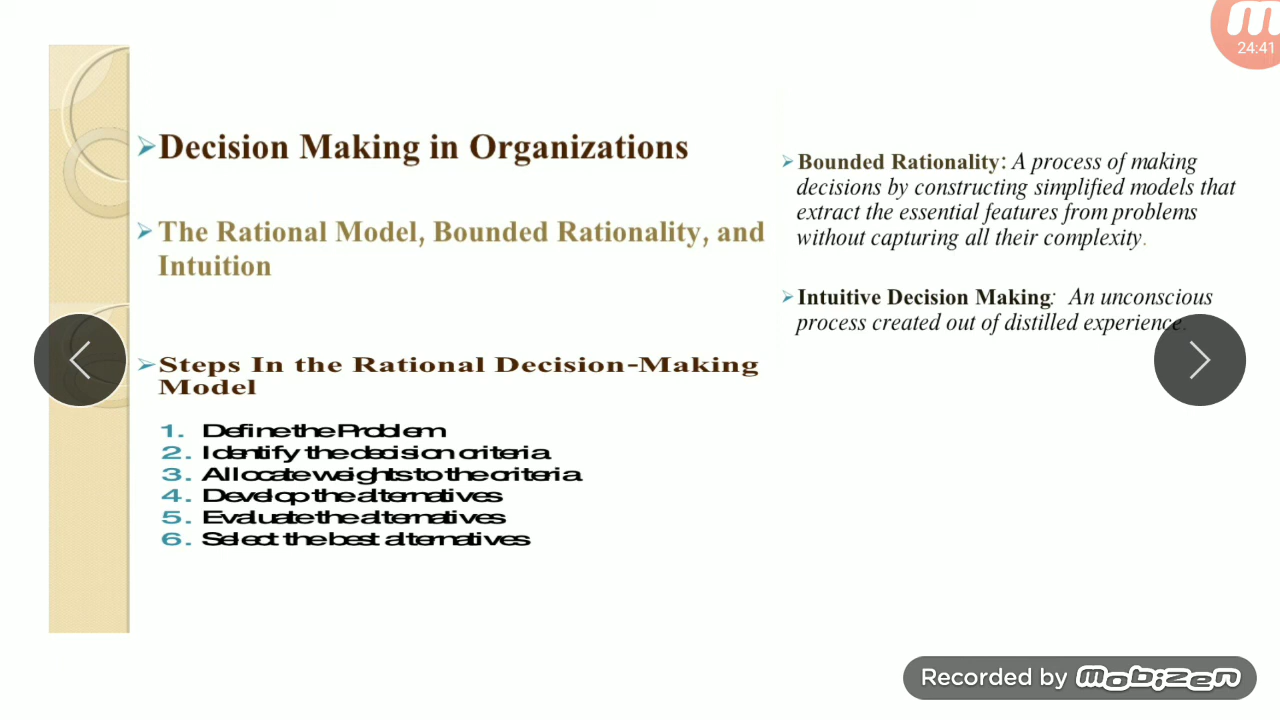 24:41
➢Decision Making in Organizations
➢The Rational Model, Bounded Rationality, and
Intuition
➢Steps In the Rational Decision-Making
Model
1. Define the Problem
2. Identify the decision criteria
3. Allocate weights to the criteria
4. Develop the alternatives
5. Evaluate the alternatives
6. Select the best alternatives
➢Bounded Rationality: A process of making
decisions by constructing simplified models that
extract the essential features from problems
without capturing all their complexity.
➢Intuitive Decision Making: An unconscious
process created out of distilled experience.
Recorded by mobizen